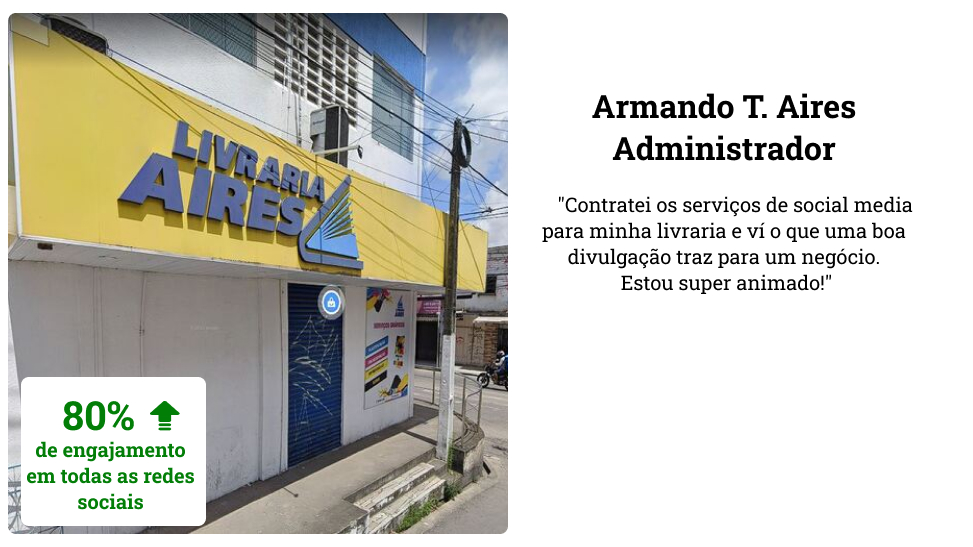 LIVRARIA
AIRES
80%
de engajamento
em todas as redes
sociais
Armando T. Aires
Administrador
"Contratei os serviços de social media
para minha livraria e ví o que uma boa
divulgação traz para um negócio.
Estou super animado!"